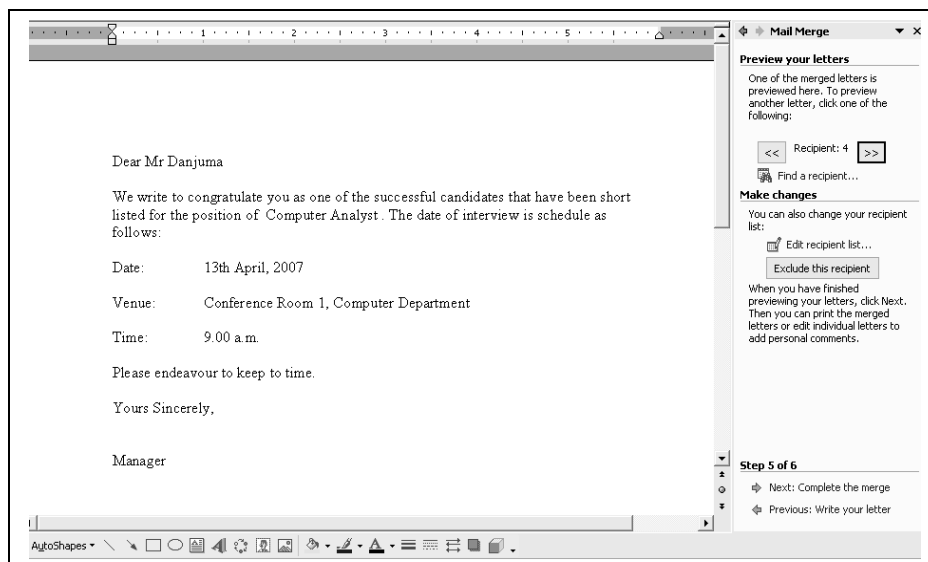 1 2 3 4 5
Dear Mr Danjuma
We write to congratulate you as one of the successful candidates that have been short
listed for the position of Computer Analyst . The date of interview is schedule as
follows:
Date: 13th April, 2007
Venue: Conference Room 1, Computer Department
Time: 9.00 a.m.
Please endeavour to keep to time.
Yours Sincerely,
Manager
AutoShapes
Mail Merge
Preview your letters
One of the merged letters is
previewed here. To preview
another letter, click one of the
following:
<< Recipient: 4 >>
Find a recipient...
Make changes
You can also change your recipient
list:
Edit recipient list...
Exclude this recipient
When you have finished
previewing your letters, click Next.
Then you can print the merged
letters or edit individual letters to
add personal comments.
Step 5 of 6
Next: Complete the merge
Previous: Write your letter